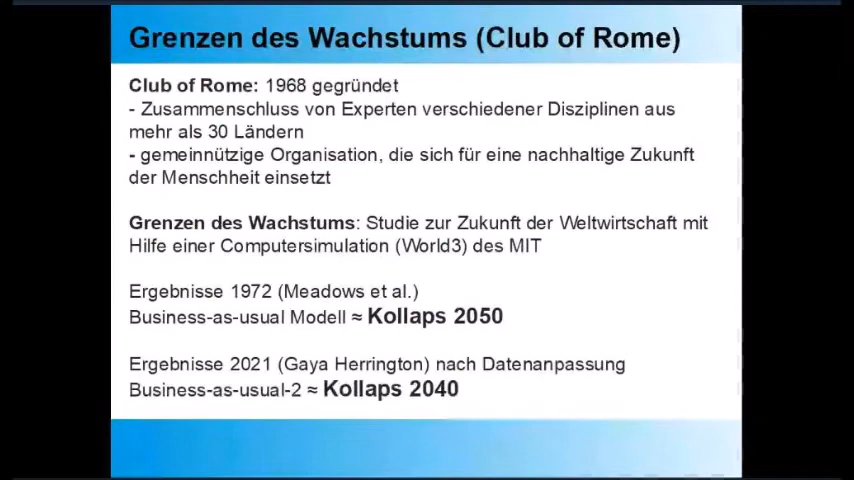 Grenzen des Wachstums (Club of Rome)
Club of Rome: 1968 gegründet
- Zusammenschluss von Experten verschiedener Disziplinen aus
mehr als 30 Ländern
- gemeinnützige Organisation, die sich für eine nachhaltige Zukunft
der Menschheit einsetzt
Grenzen des Wachstums: Studie zur Zukunft der Weltwirtschaft mit
Hilfe einer Computersimulation (World3) des MIT
Ergebnisse 1972 (Meadows et al.)
Business-as-usual Modell ≈ Kollaps 2050
Ergebnisse 2021 (Gaya Herrington) nach Datenanpassung
Business-as-usual-2 ≈ Kollaps 2040